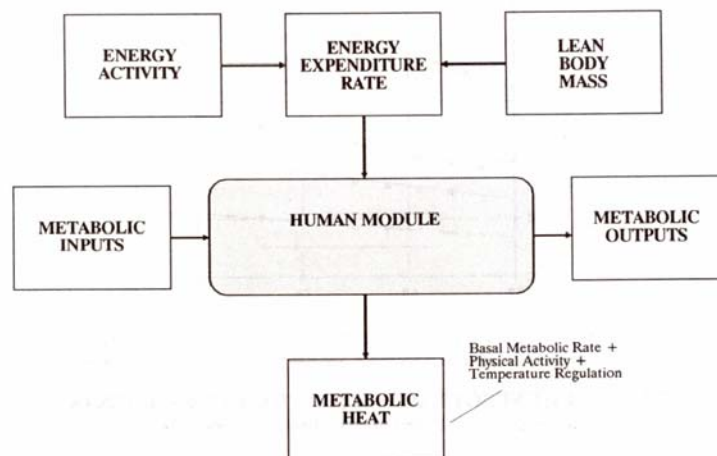 ENERGY
ACTIVITY
ENERGY
EXPENDITURE
RATE
LEAN
BODY
MASS
METABOLIC
INPUTS
HUMAN MODULE
METABOLIC
OUTPUTS
METABOLIC
HEAT
Basal Metabolic Rate +
Physical Activity +
Temperature Regulation